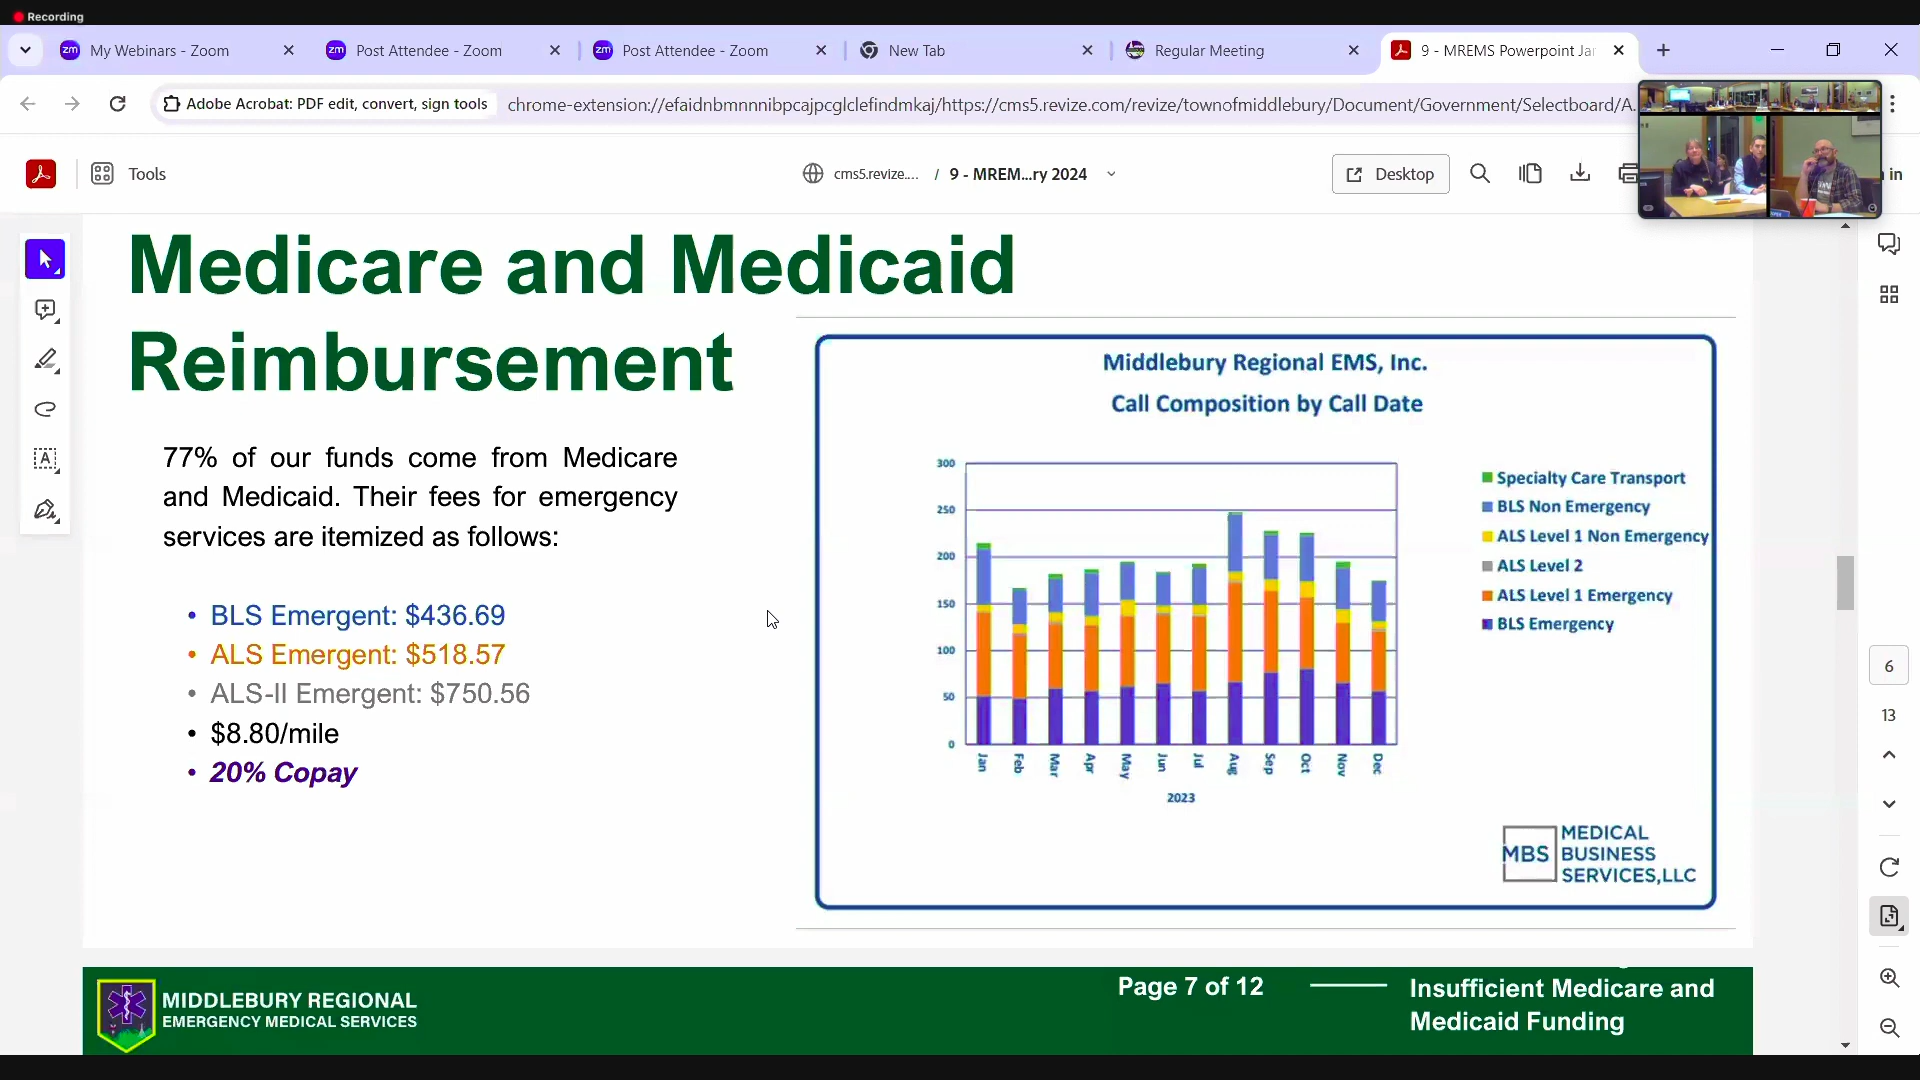 Recording
My Webinars - Zoom
Post Attendee - Zoom
Post Attendee - Zoom
New Tab
Regular Meeting
9 - MREMS Powerpoint Ja
Adobe Acrobat: PDF edit, convert, sign tools
chrome-extension://efaidnbmnnnibpcajpcglclefindmkaj/https://cms5.revize.com/revize/townofmiddlebury/Document/Government/Selectboard/A...
Tools
cms5.revize.... / 9 - MREM...ry 2024
Desktop
in
Medicare and Medicaid
Reimbursement
77% of our funds come from Medicare
and Medicaid. Their fees for emergency
services are itemized as follows:
• BLS Emergent: $436.69
• ALS Emergent: $518.57
• ALS-II Emergent: $750.56
• $8.80/mile
• 20% Copay
Middlebury Regional EMS, Inc.
Call Composition by Call Date
300
250
200
150
100
50
0
Jan Feb Mar Apr May Jun Jul Aug Sep Oct Nov Dec
2023
Specialty Care Transport
BLS Non Emergency
ALS Level 1 Non Emergency
ALS Level 2
ALS Level 1 Emergency
BLS Emergency
MBS
MEDICAL
BUSINESS
SERVICES,LLC
6
13
MIDDLEBURY REGIONAL
EMERGENCY MEDICAL SERVICES
Page 7 of 12
Insufficient Medicare and
Medicaid Funding